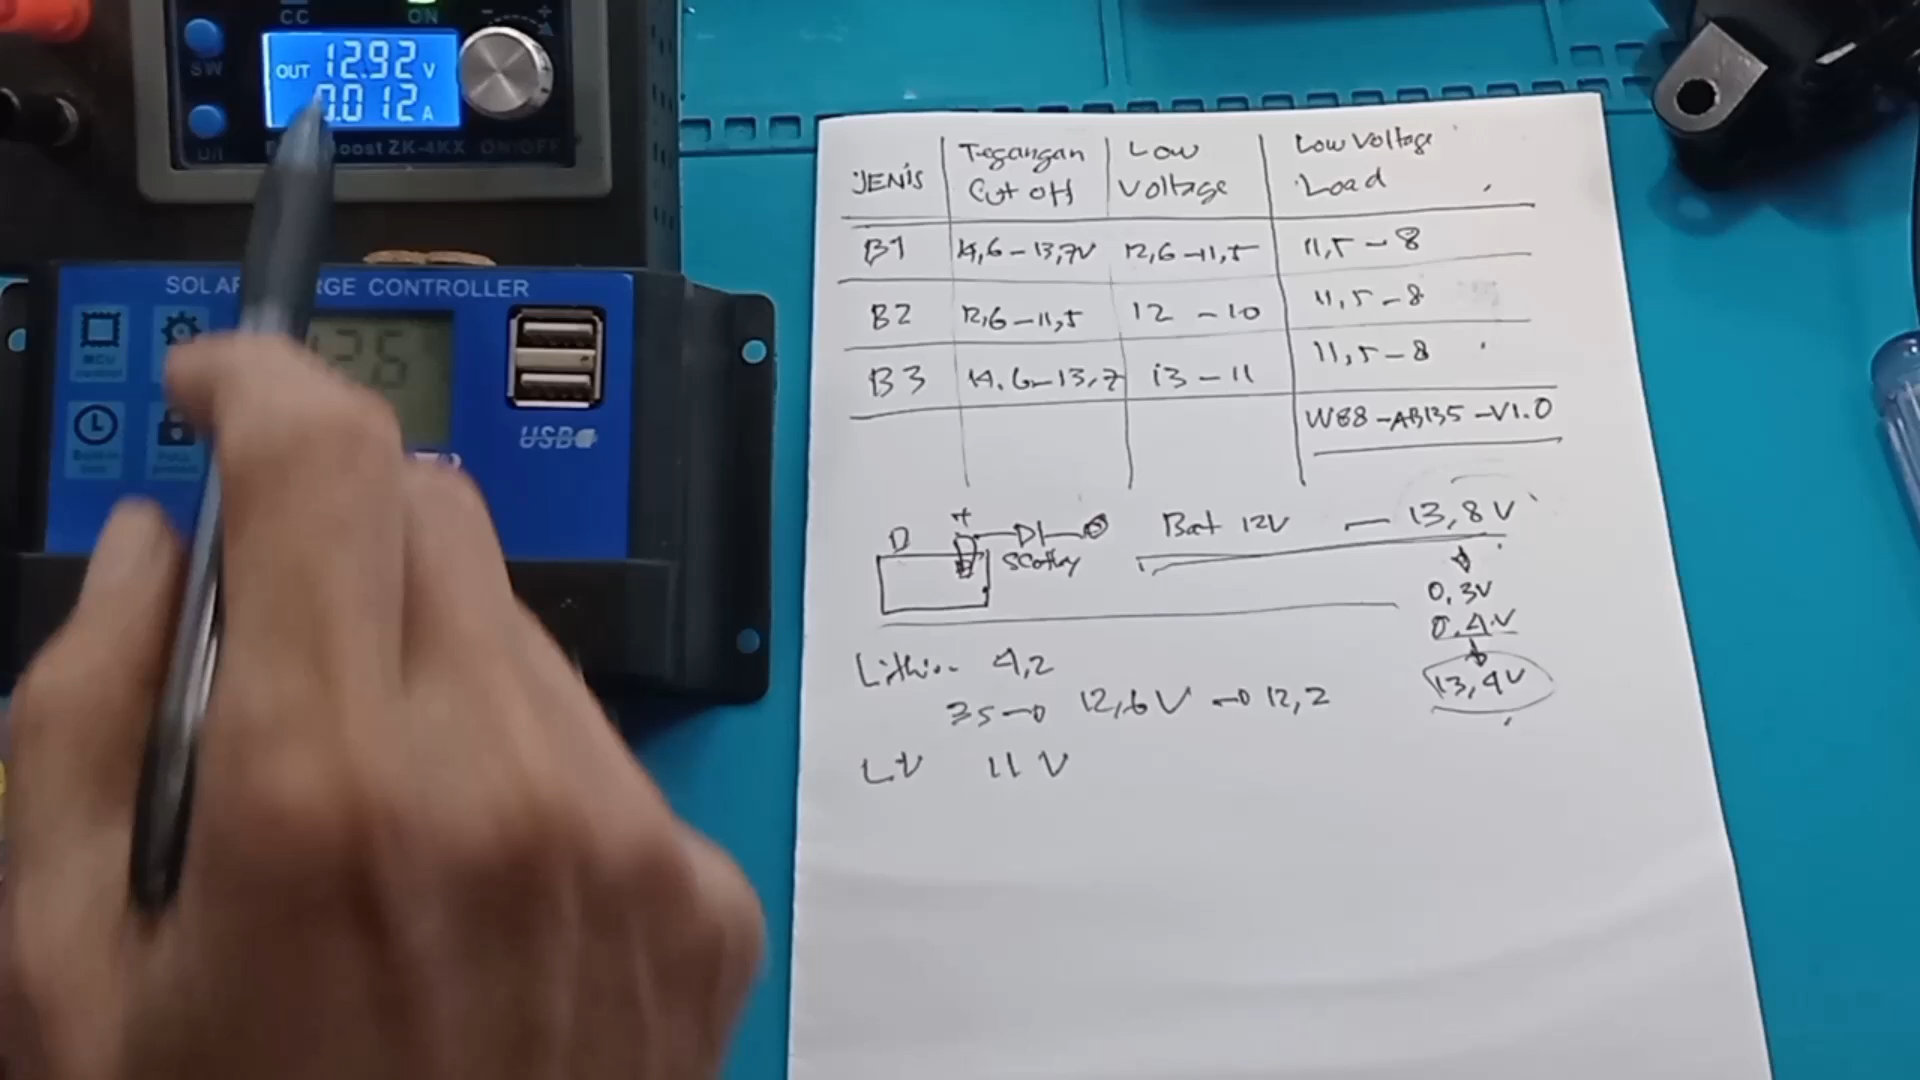 CC ON
SW
OUT 12.92 V
0.012 A
U/I
oost ZK-4KX ON/OFF
SOLAR RGE CONTROLLER
USB
JENIS Tegangan Cut off Low Voltage Low Voltage Load
B1 14,6-13,7V 12,6-11,5 11,5-8
B2 12,6-11,5 12-10 11,5-8
B3 14,6-13,7 13-11 11,5-8
W88-AB135-V1.0
Bat 12V - 13,8V
D +
0,3V
0.4V
13,4V
4,2
3S 12,6V 12,2
LV 11 V